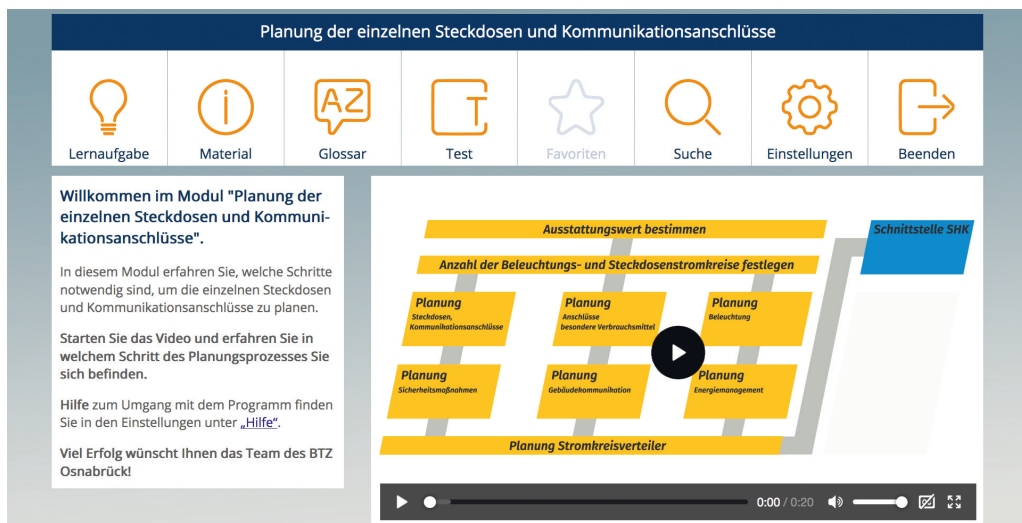 Planung der einzelnen Steckdosen und Kommunikationsanschlüsse
Lernaufgabe
Material
AZ
Glossar
T
Test
Favoriten
Suche
Einstellungen
Beenden
Willkommen im Modul "Planung der
einzelnen Steckdosen und Kommuni-
kationsanschlüsse".
In diesem Modul erfahren Sie, welche Schritte
notwendig sind, um die einzelnen Steckdosen
und Kommunikationsanschlüsse zu planen.
Starten Sie das Video und erfahren Sie in
welchem Schritt des Planungsprozesses Sie
sich befinden.
Hilfe zum Umgang mit dem Programm finden
Sie in den Einstellungen unter „Hilfe“.
Viel Erfolg wünscht Ihnen das Team des BTZ
Osnabrück!
Ausstattungswert bestimmen
Schnittstelle SHK
Anzahl der Beleuchtungs- und Steckdosenstromkreise festlegen
Planung
Steckdosen,
Kommunikationsanschlüsse
Planung
Anschlüsse
besondere Verbrauchsmittel
Planung
Beleuchtung
Planung
Sicherheitsmaßnahmen
Planung
Gebäudekommunikation
Planung
Energiemanagement
Planung Stromkreisverteiler
0:00 / 0:20